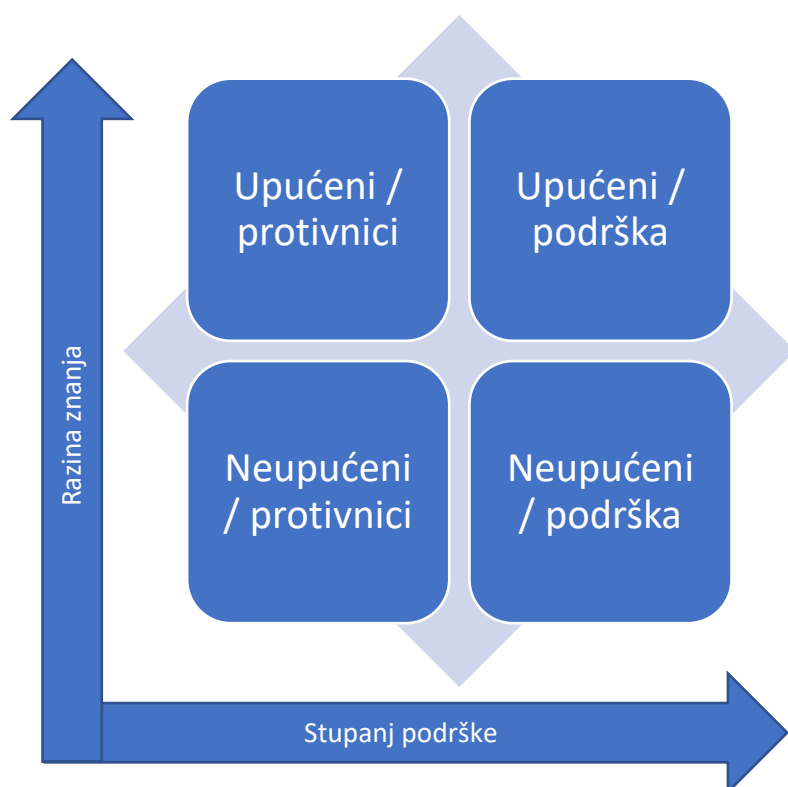 Upućeni /
protivnici
Upućeni /
podrška
Razina znanja
Neupućeni
/ protivnici
Neupućeni
/ podrška
Stupanj podrške